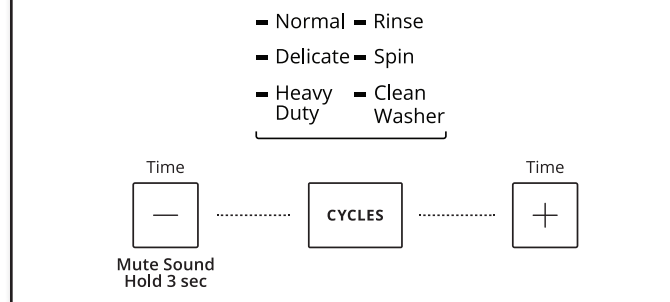 Normal
Rinse
Delicate
Spin
Heavy
Duty
Clean
Washer
Time
Time
−
CYCLES
+
Mute Sound
Hold 3 sec